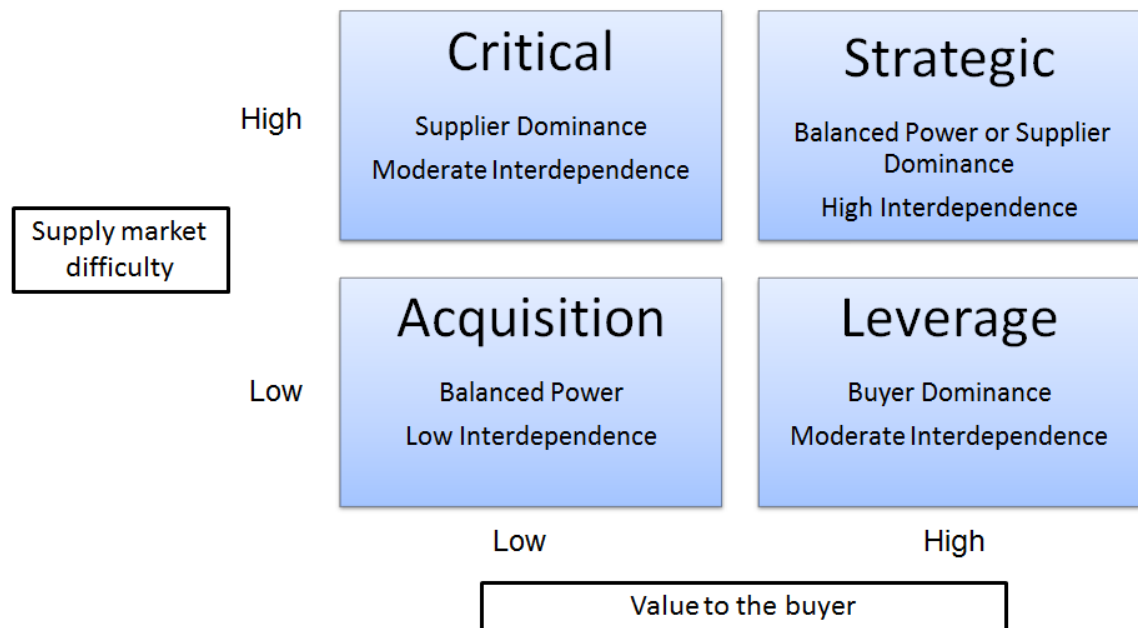 Critical
Supplier Dominance
Moderate Interdependence
Strategic
Balanced Power or Supplier
Dominance
High Interdependence
High
Supply market
difficulty
Acquisition
Balanced Power
Low Interdependence
Leverage
Buyer Dominance
Moderate Interdependence
Low
Low
High
Value to the buyer